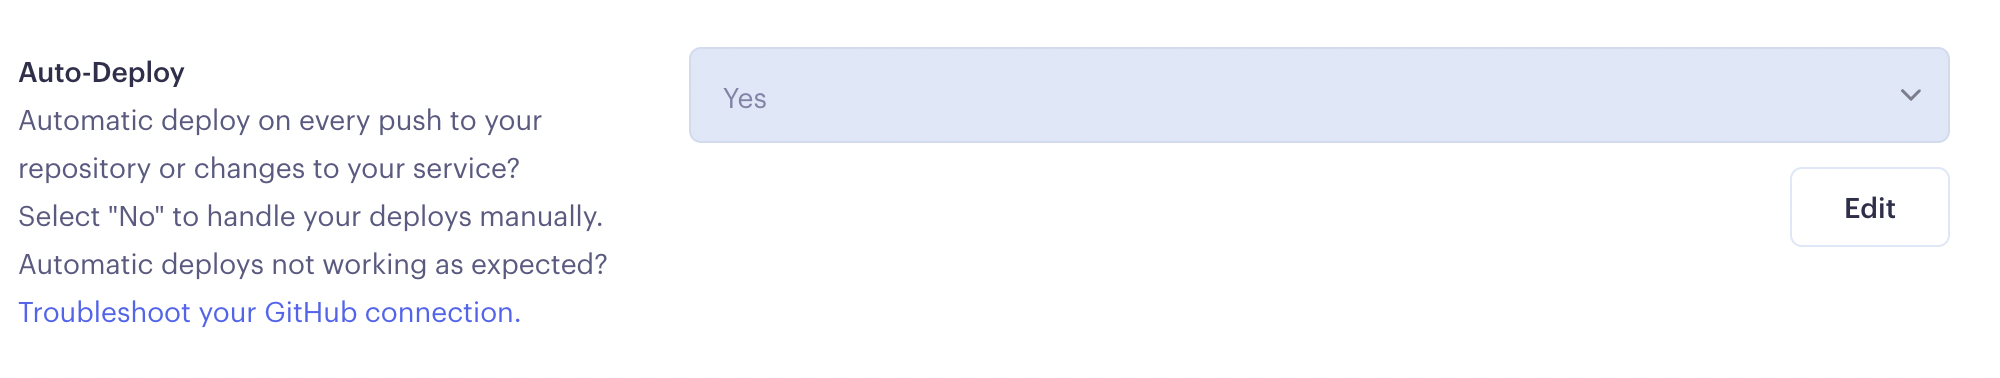 Auto-Deploy
Automatic deploy on every push to your
repository or changes to your service?
Select "No" to handle your deploys manually.
Automatic deploys not working as expected?
Troubleshoot your GitHub connection.
Yes
Edit